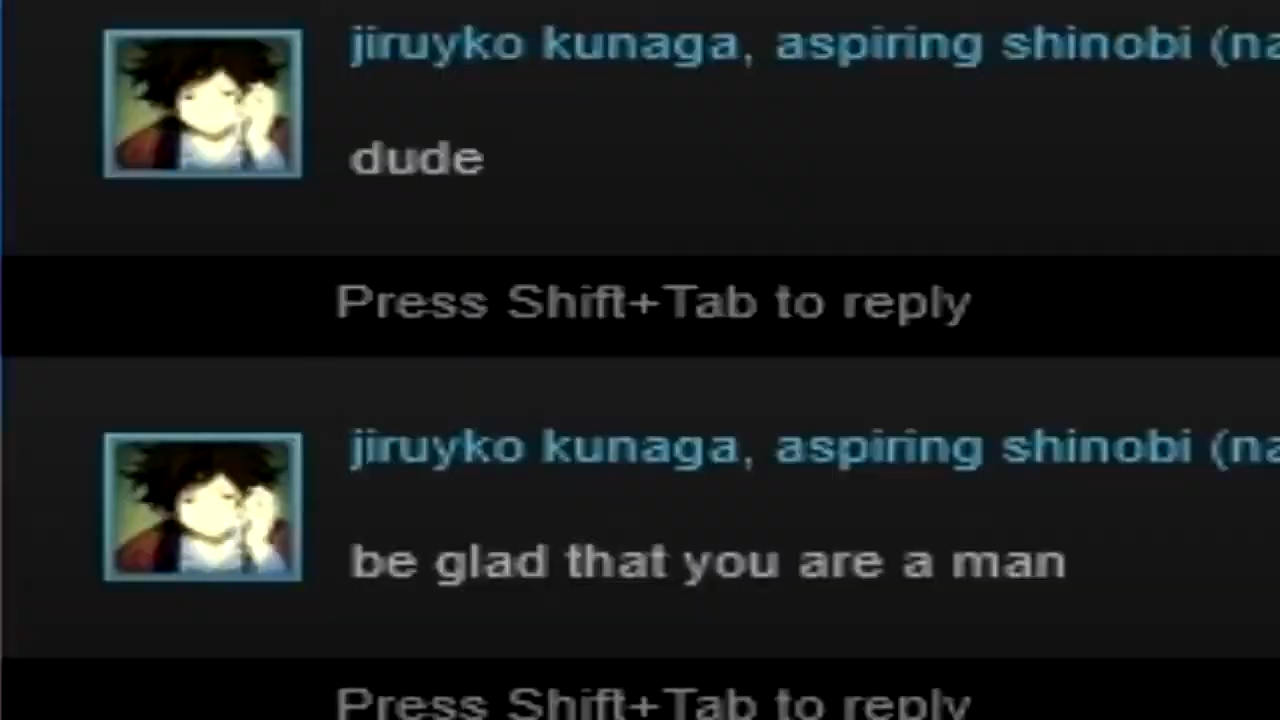 jiruyko kunaga, aspiring shinobi (na
dude
Press Shift+Tab to reply
jiruyko kunaga, aspiring shinobi (na
be glad that you are a man
Press Shift+Tab to reply